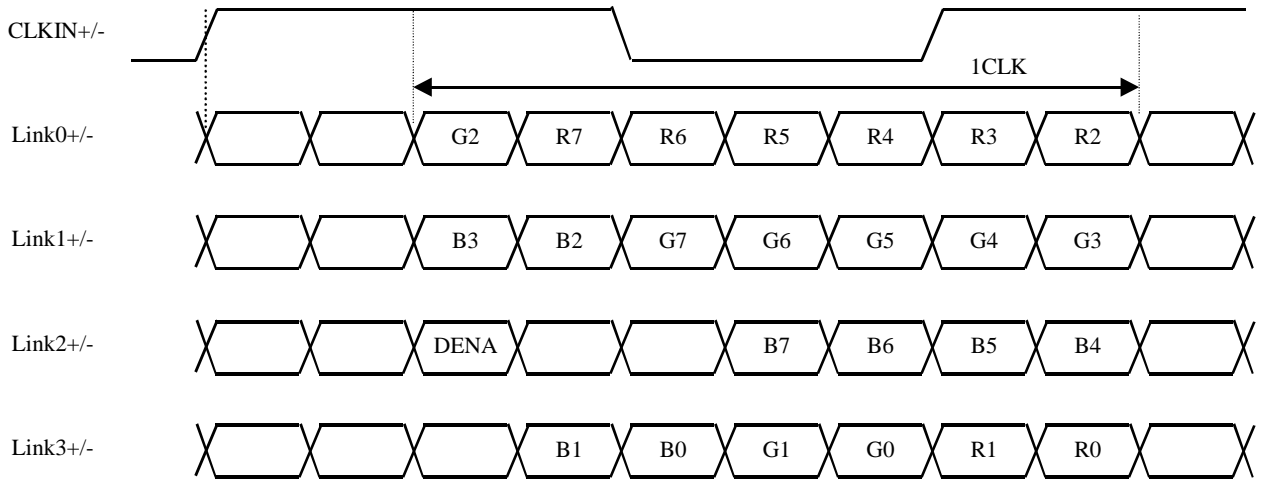 CLKIN+/-
1CLK
Link0+/- G2 R7 R6 R5 R4 R3 R2
Link1+/- B3 B2 G7 G6 G5 G4 G3
Link2+/- DENA B7 B6 B5 B4
Link3+/- B1 B0 G1 G0 R1 R0